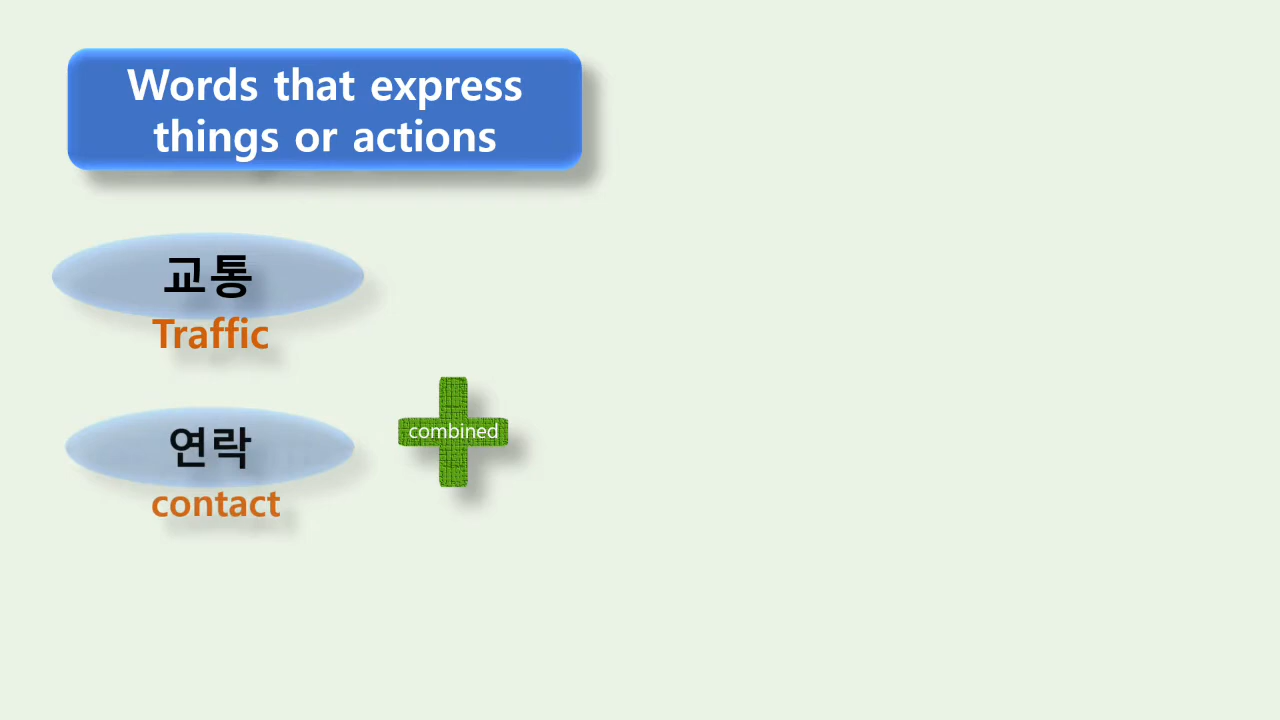 Words that express
things or actions
교통
Traffic
연락
contact
combined